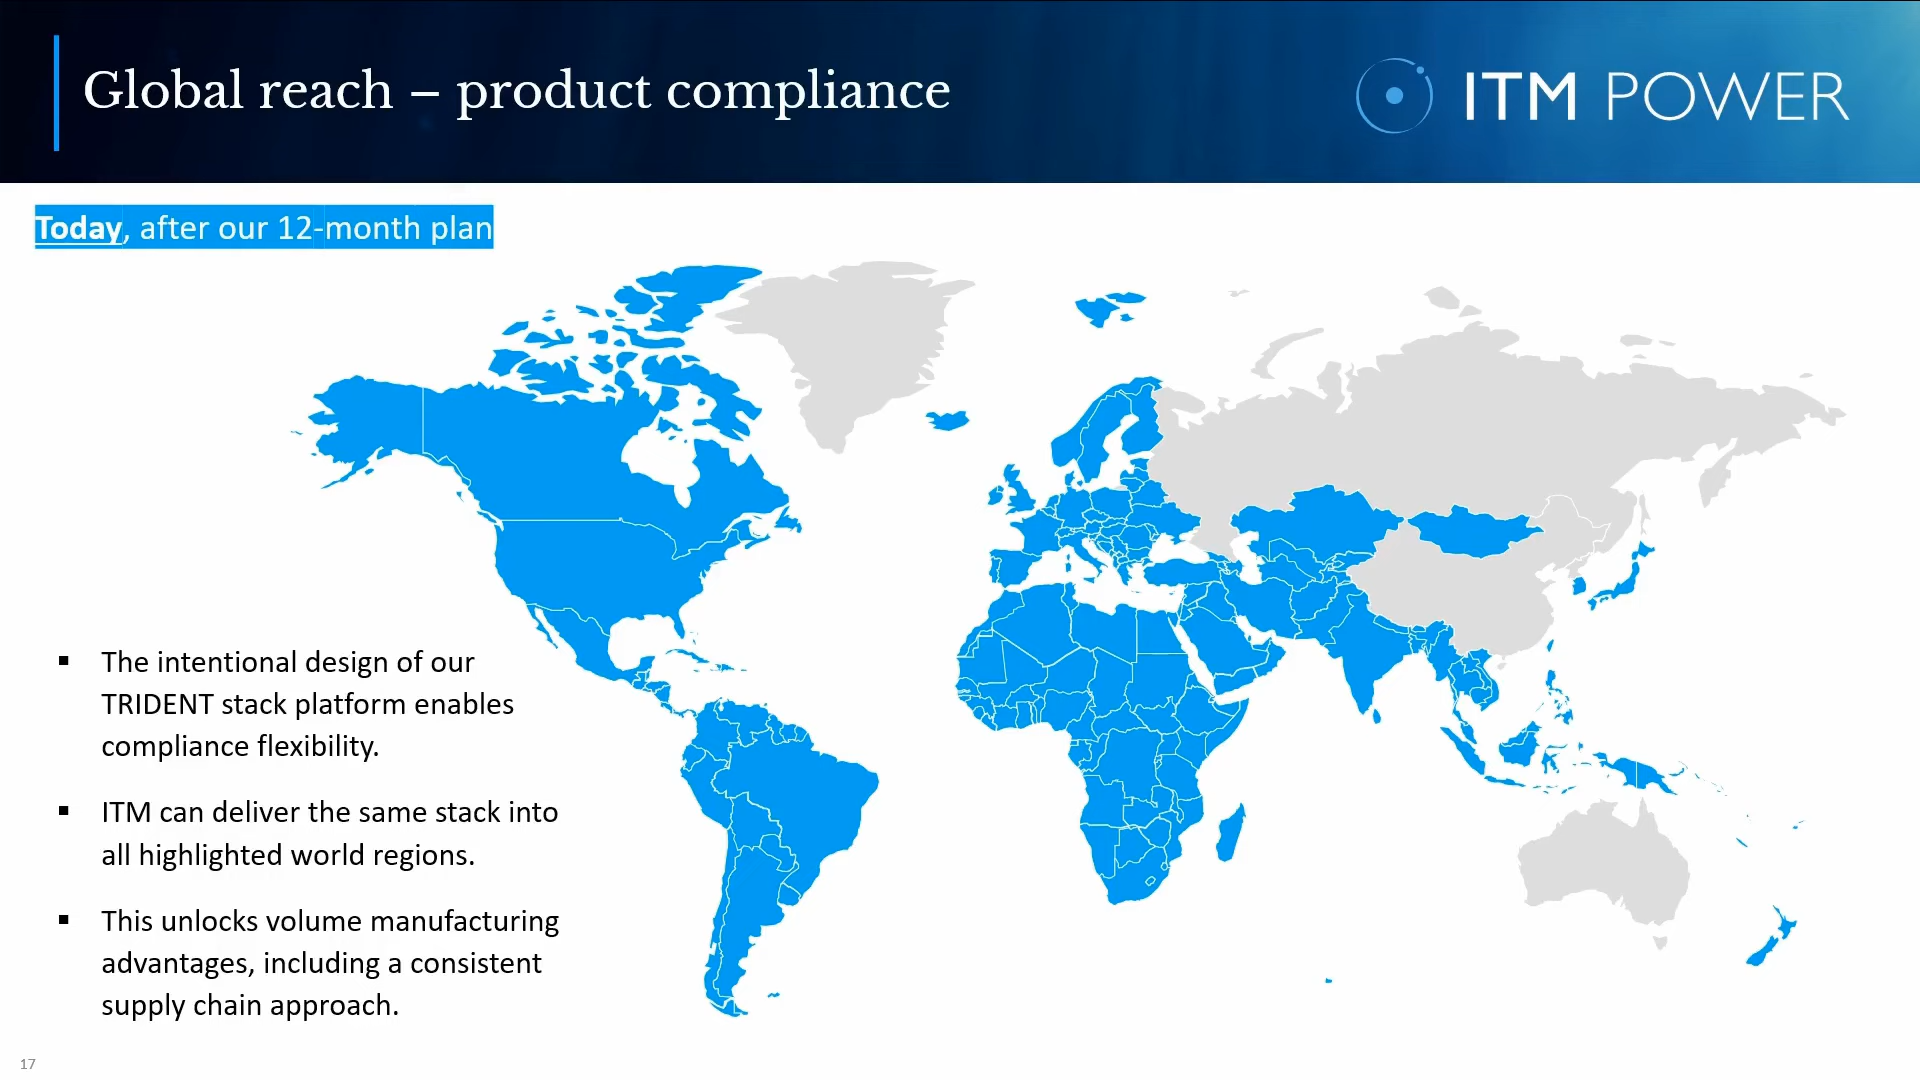 Global reach – product compliance
ITM POWER
Today, after our 12-month plan
▪ The intentional design of our
TRIDENT stack platform enables
compliance flexibility.
▪ ITM can deliver the same stack into
all highlighted world regions.
▪ This unlocks volume manufacturing
advantages, including a consistent
supply chain approach.
17